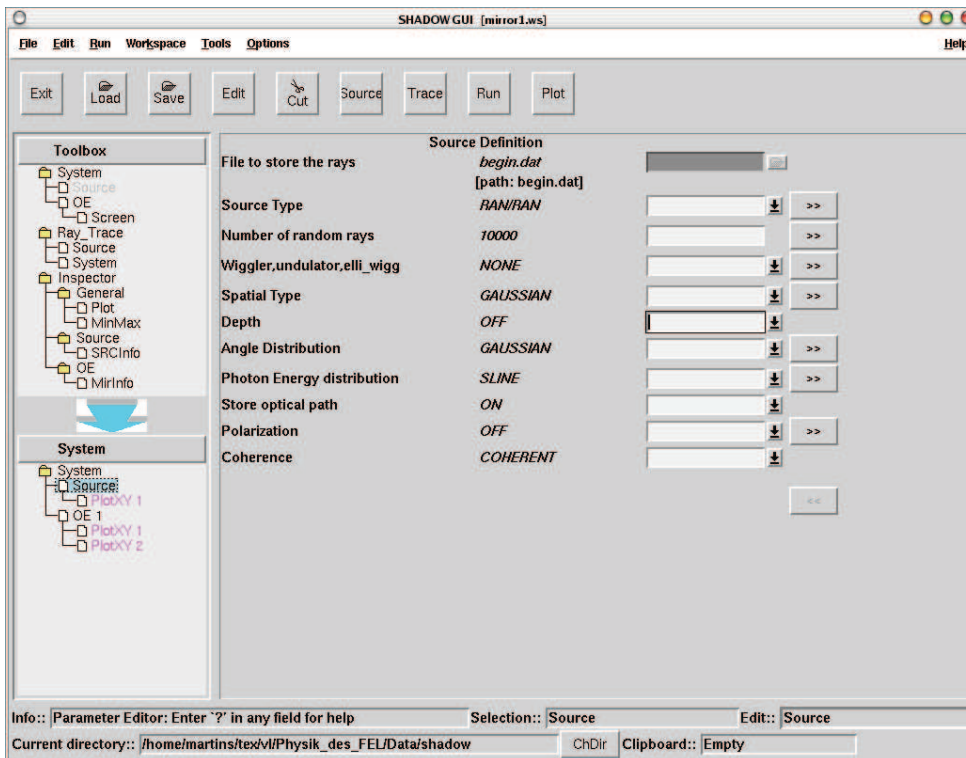 SHADOW GUI [mirror1.ws]
File Edit Run Workspace Tools Options Help
Exit Load Save Edit Cut Source Trace Run Plot
Toolbox
System
Source
OE
Screen
Ray_Trace
Source
System
Inspector
General
Plot
MinMax
Source
SRCInfo
OE
MirInfo
System
System
Source
PlotXY 1
OE 1
PlotXY 1
PlotXY 2
Source Definition
File to store the rays begin.dat
[path: begin.dat]
Source Type RAN/RAN >>
Number of random rays 10000 >>
Wiggler,undulator,elli_wigg NONE >>
Spatial Type GAUSSIAN >>
Depth OFF
Angle Distribution GAUSSIAN >>
Photon Energy distribution SLINE >>
Store optical path ON
Polarization OFF >>
Coherence COHERENT
<<
Info:: Parameter Editor: Enter `?' in any field for help Selection:: Source Edit:: Source
Current directory:: /home/martins/tex/vl/Physik_des_FEL/Data/shadow ChDir Clipboard:: Empty